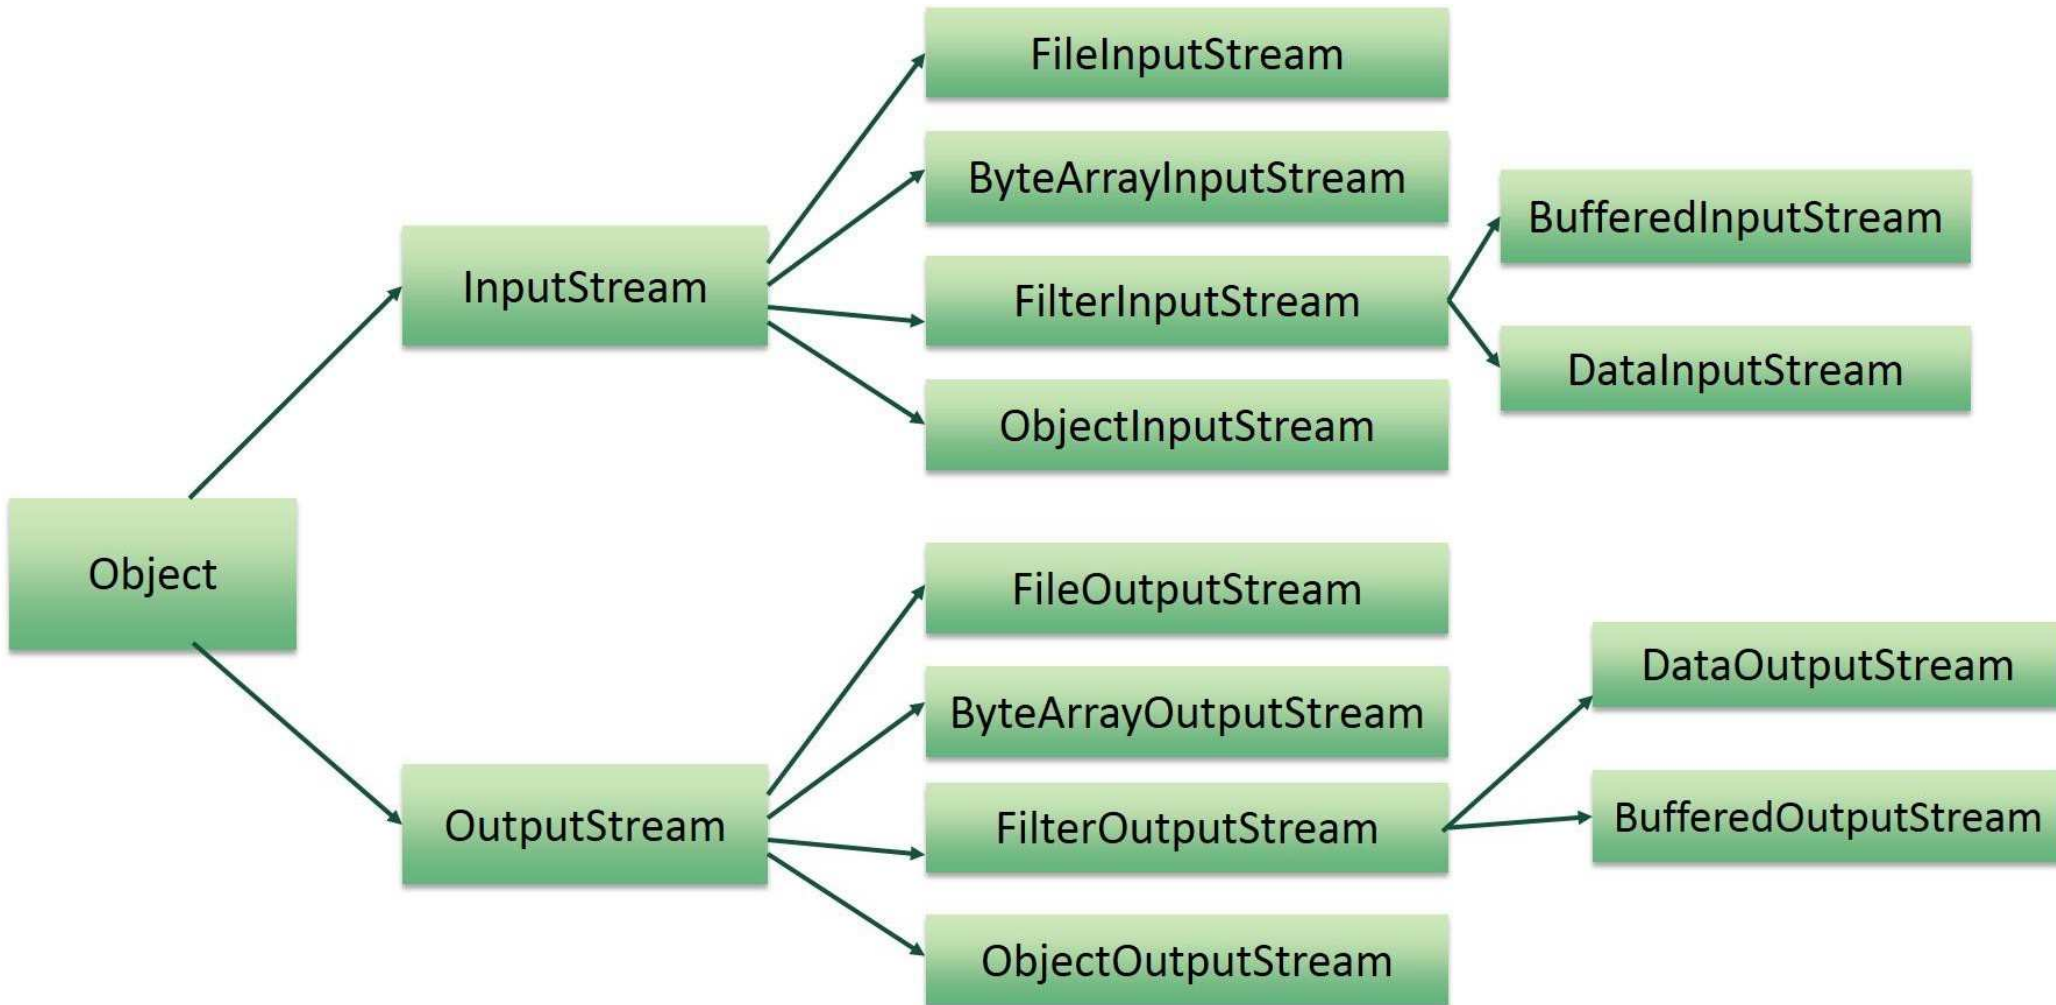 Object
InputStream
FileInputStream
ByteArrayInputStream
FilterInputStream
ObjectInputStream
BufferedInputStream
DataInputStream
OutputStream
FileOutputStream
ByteArrayOutputStream
FilterOutputStream
ObjectOutputStream
DataOutputStream
BufferedOutputStream